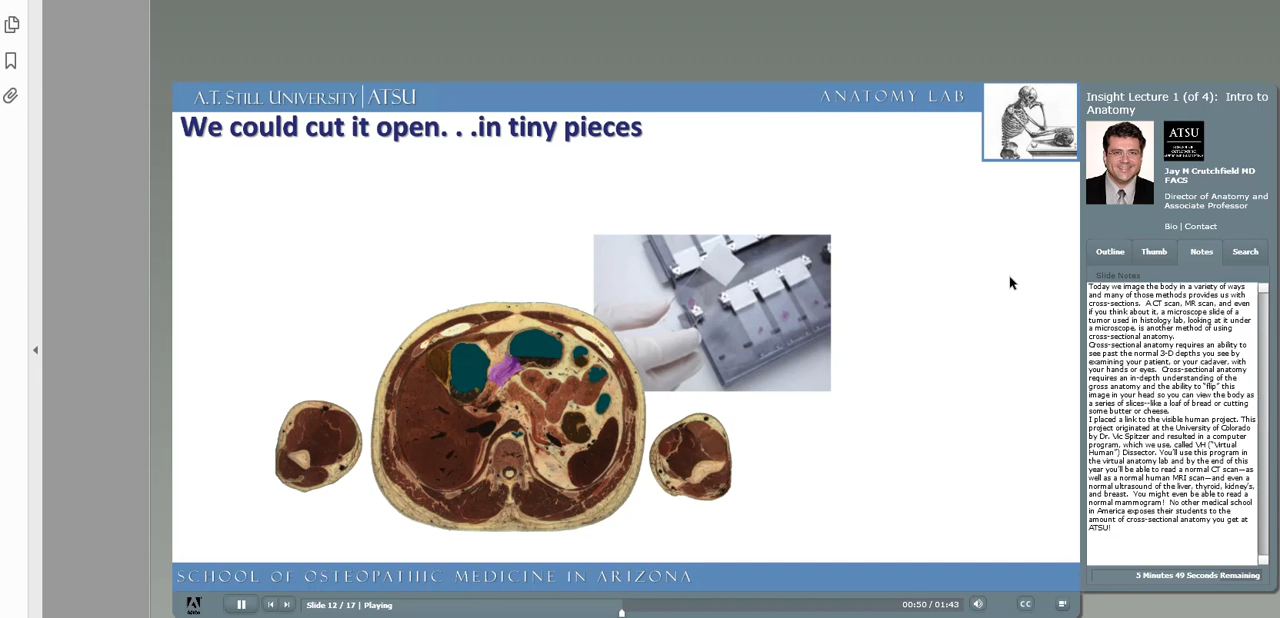 A.T. STILL UNIVERSITY | ATSU
ANATOMY LAB
We could cut it open. . .in tiny pieces
SCHOOL OF OSTEOPATHIC MEDICINE IN ARIZONA
Slide 12 / 17 | Playing
00:50 / 01:43
CC
Insight Lecture 1 (of 4): Intro to
Anatomy
ATSU
Jay M Crutchfield MD
FACS
Director of Anatomy and
Associate Professor
Bio | Contact
Outline
Thumb
Notes
Search
Slide Notes
Today we image the body in a variety of ways
and many of those methods provides us with
cross-sections. A CT scan, MR scan, and even
if you think about it, a microscope slide of a
tumor used in histology lab, looking at it under
a microscope, is another method of using
cross-sectional anatomy.
Cross-sectional anatomy requires an ability to
see past the normal 3-D depths you see by
examining your patient, or your cadaver, with
your hands or eyes. Cross-sectional anatomy
requires an in-depth understanding of the
gross anatomy and the ability to "flip" this
image in your head so you can view the body as
a series of slices--like a loaf of bread or cutting
some butter or cheese.
I placed a link to the visible human project. This
project originated at the University of Colorado
by Dr. Vic Spitzer and resulted in a computer
program, which we use, called VH ("Virtual
Human") Dissector. You'll use this program in
the virtual anatomy lab and by the end of this
year you'll be able to read a normal CT scan—as
well as a normal human MRI scan—and even a
normal ultrasound of the liver, thyroid, kidney's,
and breast. You might even be able to read a
normal mammogram! No other medical school
in America exposes their students to the
amount of cross-sectional anatomy you get at
ATSU!
5 Minutes 49 Seconds Remaining